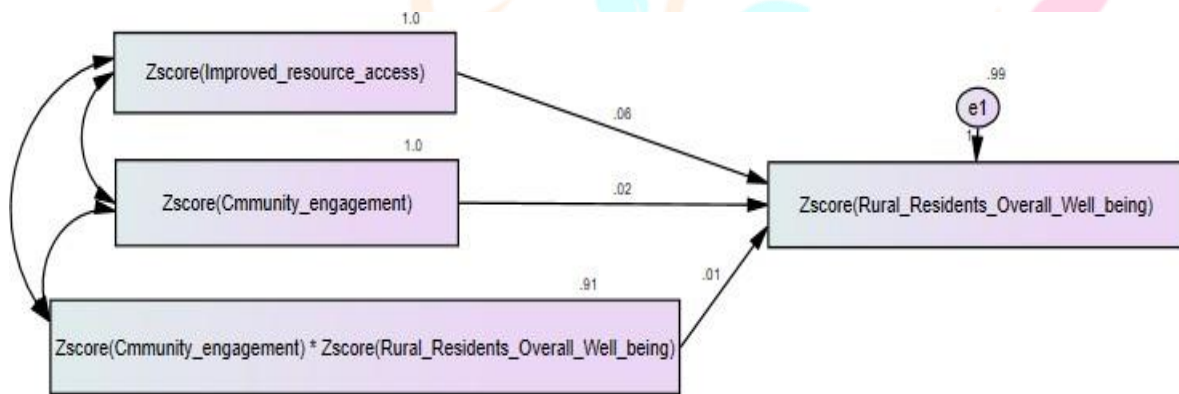 1.0
Zscore(Improved_resource_access)
.99
e1
.06
1
1.0
Zscore(Cmmunity_engagement)
.02
Zscore(Rural_Residents_Overall_Well_being)
.91
.01
Zscore(Cmmunity_engagement) * Zscore(Rural_Residents_Overall_Well_being)